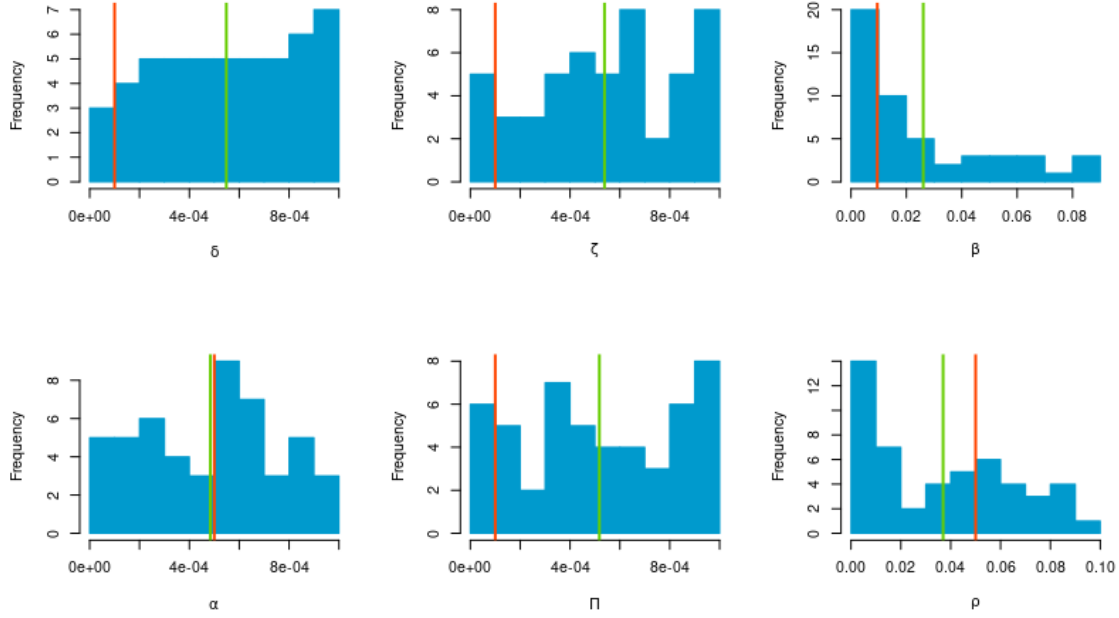 Frequency
0 1 2 3 4 5 6 7
0e+00 4e-04 8e-04
δ
Frequency
0 2 4 6 8
0e+00 4e-04 8e-04
ζ
Frequency
0 5 10 15 20
0.00 0.02 0.04 0.06 0.08
β
Frequency
0 2 4 6 8
0e+00 4e-04 8e-04
α
Frequency
0 2 4 6 8
0e+00 4e-04 8e-04
Π
Frequency
0 2 4 6 8 12
0.00 0.02 0.04 0.06 0.08 0.10
ρ